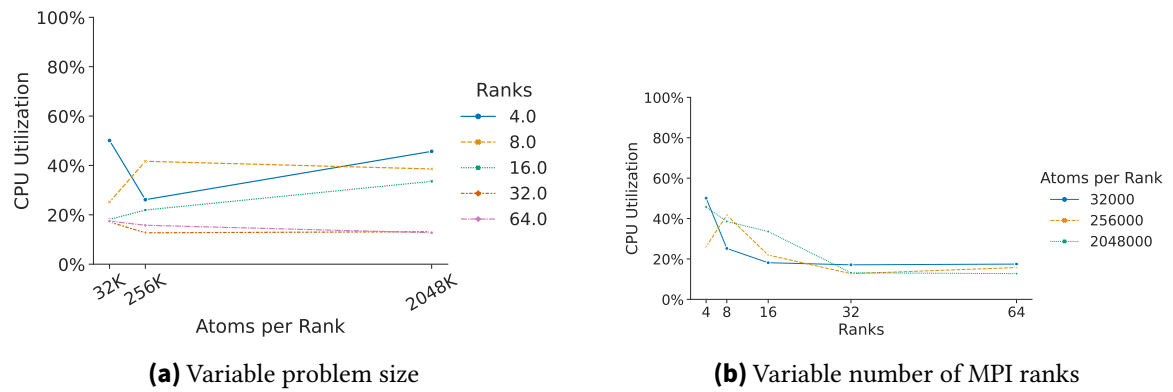 100%
80%
60%
40%
20%
0%
CPU Utilization
32K
256K
2048K
Atoms per Rank
Ranks
4.0
8.0
16.0
32.0
64.0
(a) Variable problem size
100%
80%
60%
40%
20%
0%
CPU Utilization
4 8 16 32 64
Ranks
Atoms per Rank
32000
256000
2048000
(b) Variable number of MPI ranks